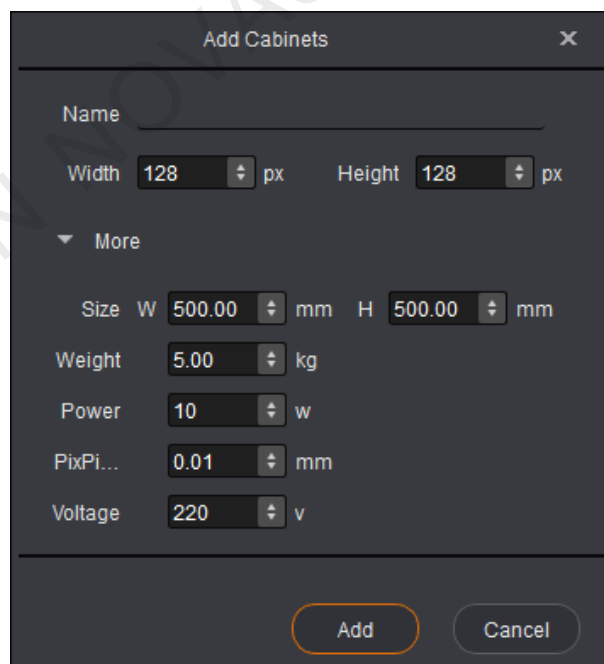 Add Cabinets
Name
Width 128 px Height 128 px
More
Size W 500.00 mm H 500.00 mm
Weight 5.00 kg
Power 10 w
PixPi... 0.01 mm
Voltage 220 v
Add Cancel